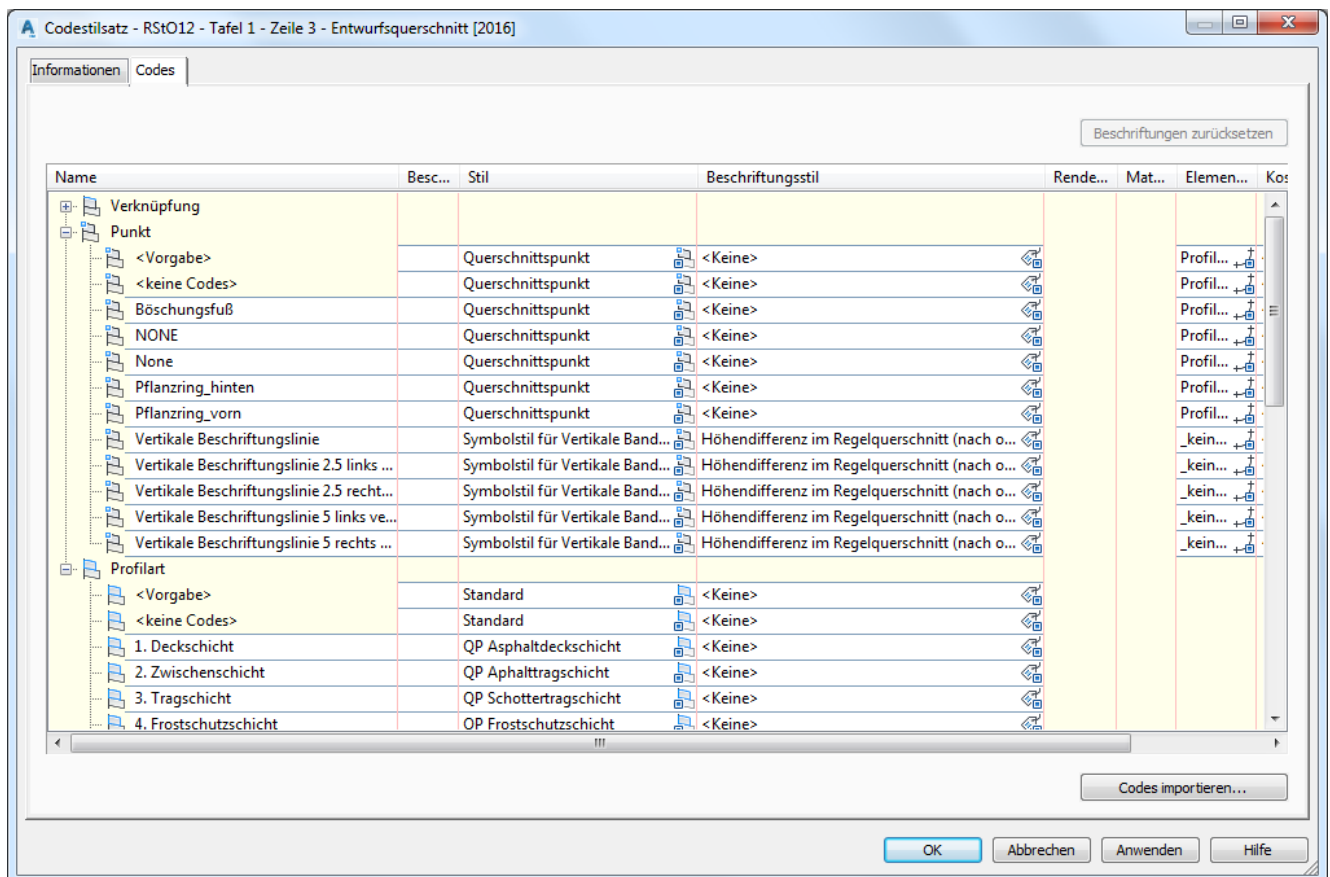 Codestilsatz - RStO12 - Tafel 1 - Zeile 3 - Entwurfsquerschnitt [2016]
Informationen Codes
Beschriftungen zurücksetzen
Name Besc... Stil Beschriftungsstil Rende... Mat... Elemen... Kos
Verknüpfung
Punkt
<Vorgabe> Querschnittspunkt <Keine> Profil...
<keine Codes> Querschnittspunkt <Keine> Profil...
Böschungsfuß Querschnittspunkt <Keine> Profil...
NONE Querschnittspunkt <Keine> Profil...
None Querschnittspunkt <Keine> Profil...
Pflanzring_hinten Querschnittspunkt <Keine> Profil...
Pflanzring_vorn Querschnittspunkt <Keine> Profil...
Vertikale Beschriftungslinie Symbolstil für Vertikale Band... Höhendifferenz im Regelquerschnitt (nach o... _kein...
Vertikale Beschriftungslinie 2.5 links ... Symbolstil für Vertikale Band... Höhendifferenz im Regelquerschnitt (nach o... _kein...
Vertikale Beschriftungslinie 2.5 recht... Symbolstil für Vertikale Band... Höhendifferenz im Regelquerschnitt (nach o... _kein...
Vertikale Beschriftungslinie 5 links ve... Symbolstil für Vertikale Band... Höhendifferenz im Regelquerschnitt (nach o... _kein...
Vertikale Beschriftungslinie 5 rechts ... Symbolstil für Vertikale Band... Höhendifferenz im Regelquerschnitt (nach o... _kein...
Profilart
<Vorgabe> Standard <Keine>
<keine Codes> Standard <Keine>
1. Deckschicht QP Asphaltdeckschicht <Keine>
2. Zwischenschicht QP Aphalttragschicht <Keine>
3. Tragschicht QP Schottertragschicht <Keine>
4. Frostschutzschicht QP Frostschutzschicht <Keine>
Codes importieren...
OK Abbrechen Anwenden Hilfe